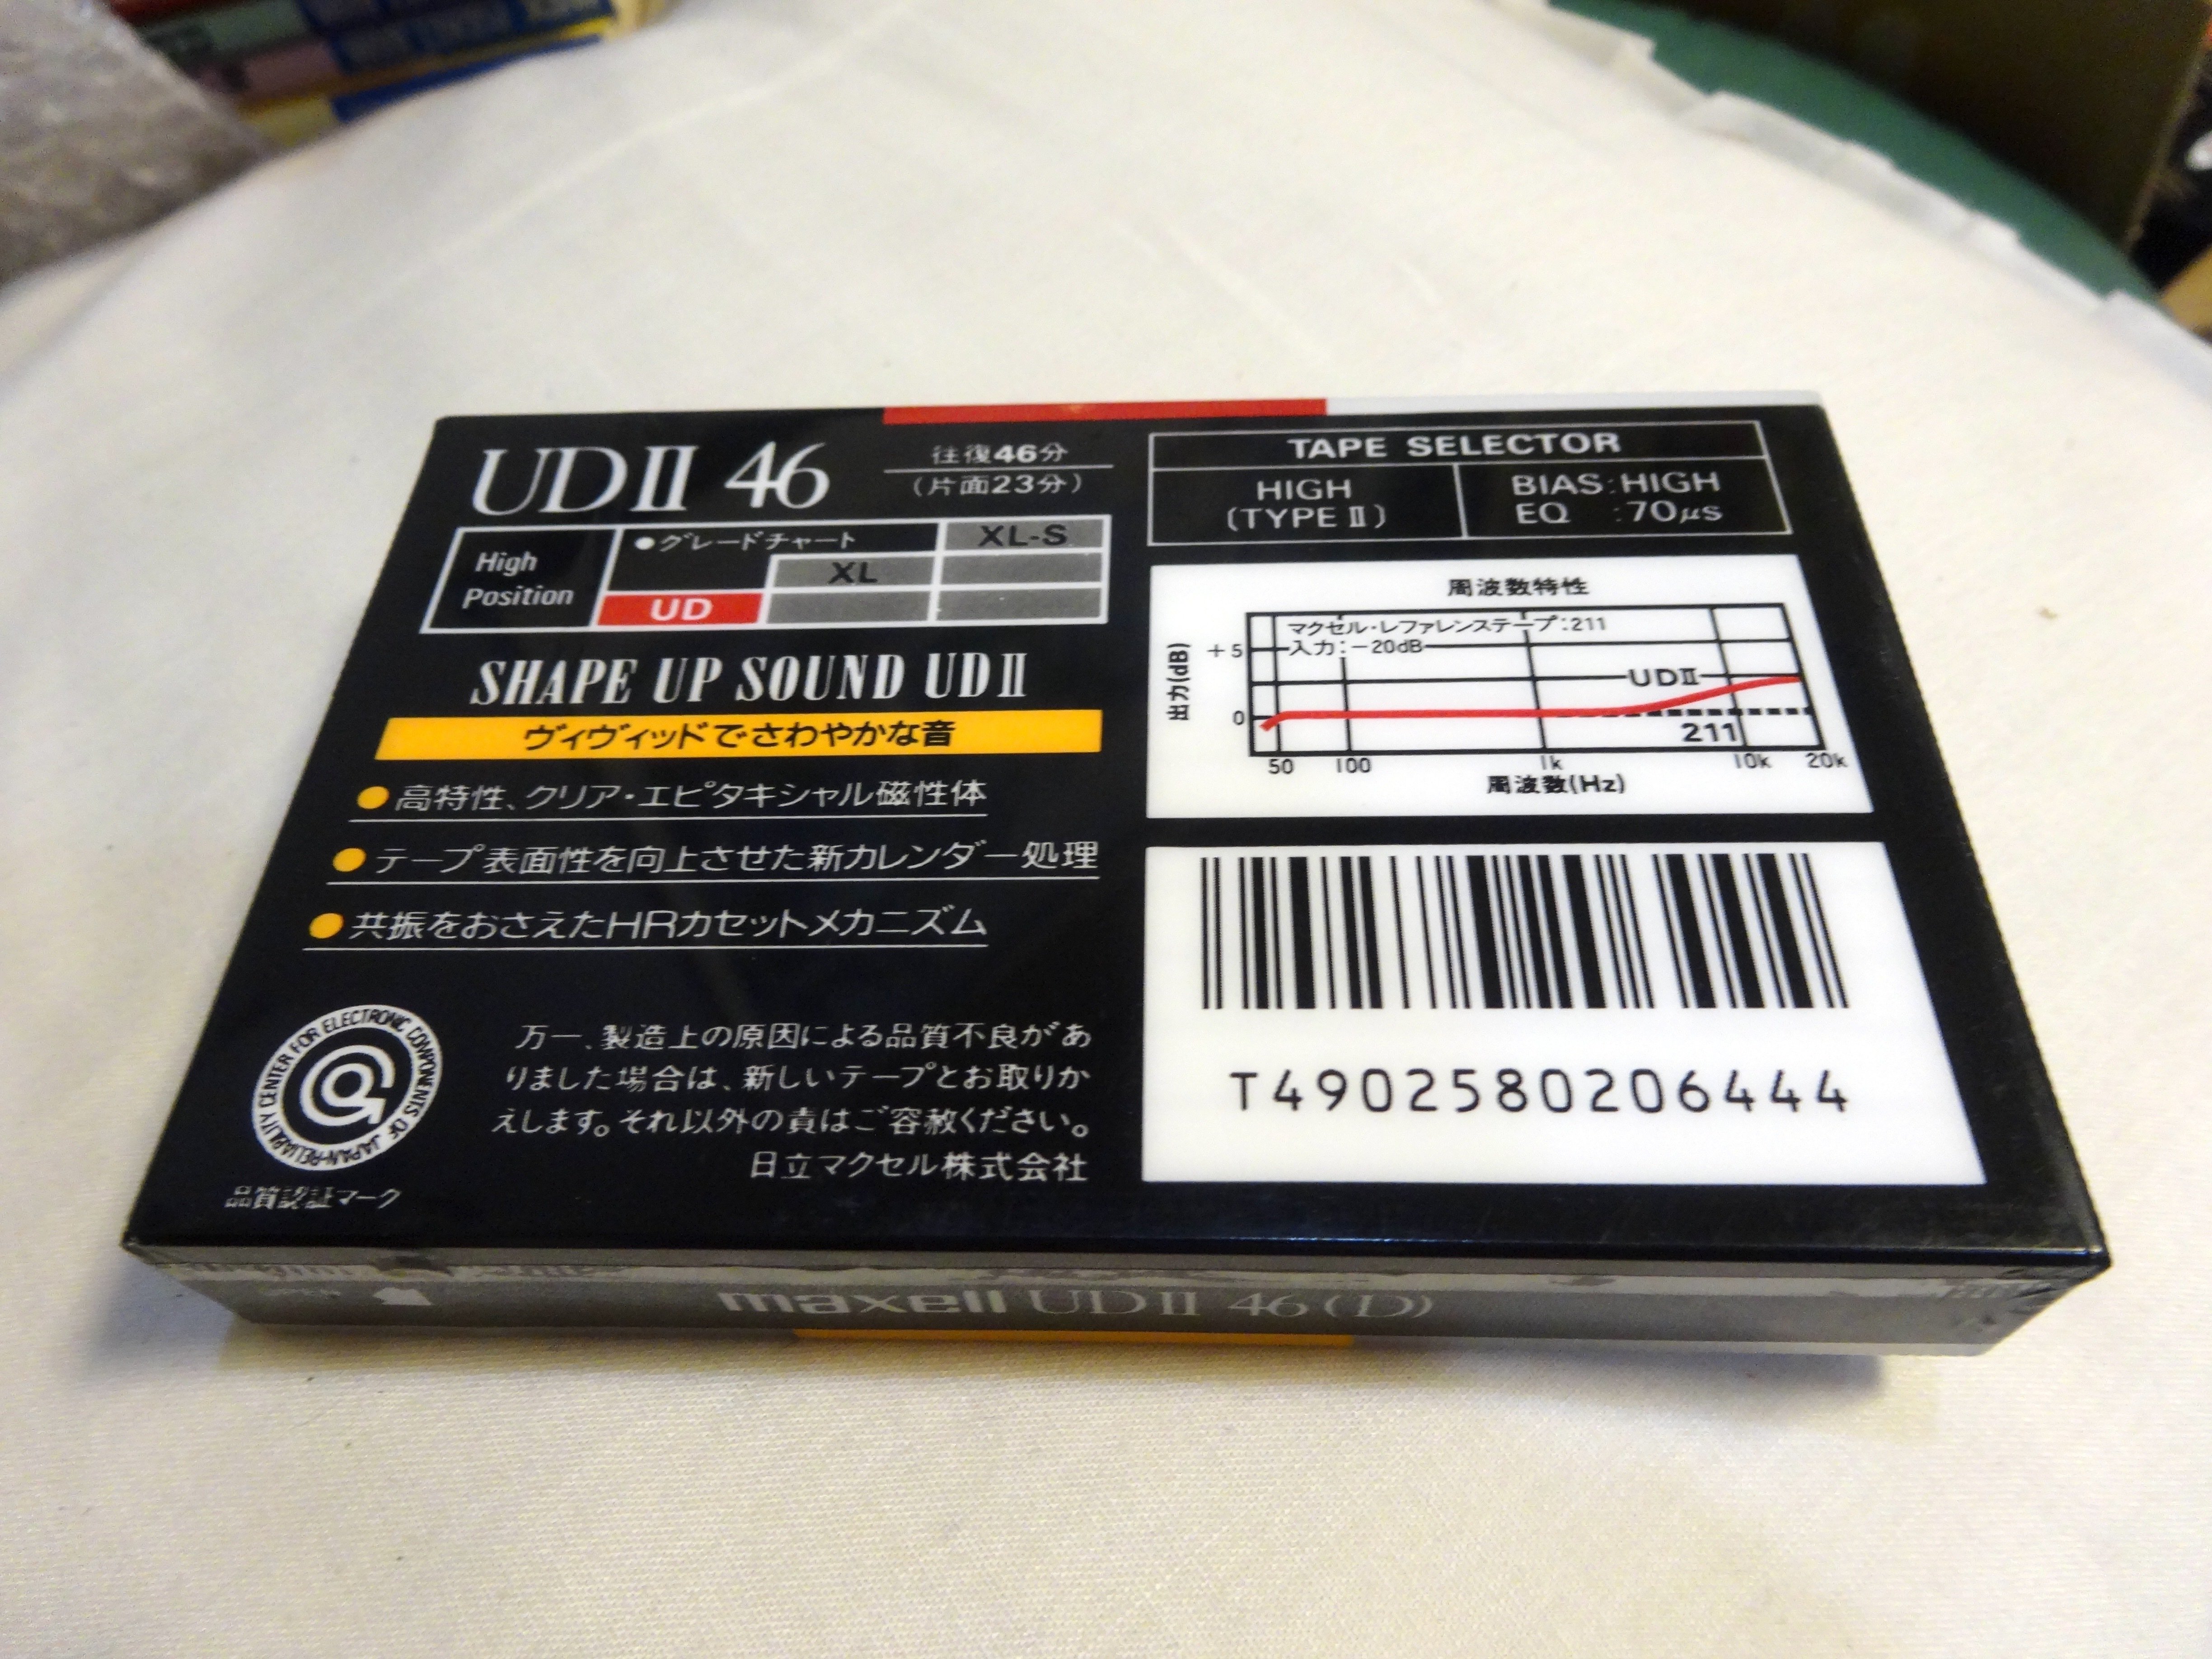 UDⅡ 46
往復46分
(片面23分)
High
Position
●グレードチャート
XL-S
XL
UD
SHAPE UP SOUND UDⅡ
ヴィヴィッドでさわやかな音
●高特性、クリア・エピタキシャル磁性体
●テープ表面性を向上させた新カレンダー処理
●共振をおさえたHRカセットメカニズム
RELIABILITY CENTER FOR ELECTRONIC COMPONENTS OF JAPAN
品質認証マーク
万一、製造上の原因による品質不良があ
りました場合は、新しいテープとお取りか
えします。それ以外の責はご容赦ください。
日立マクセル株式会社
TAPE SELECTOR
HIGH
(TYPE Ⅱ)
BIAS:HIGH
EQ :70μs
周波数特性
マクセル・レファレンステープ:211
入力:-20dB
出力(dB)
+5
0
UDⅡ
211
50 100 1k 10k 20k
周波数(Hz)
T4902580206444
maxell UDⅡ 46 (D)